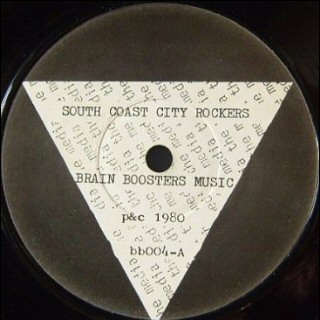 SOUTH COAST CITY ROCKERS
BRAIN BOOSTERS MUSIC
p&c 1980
bb004-A